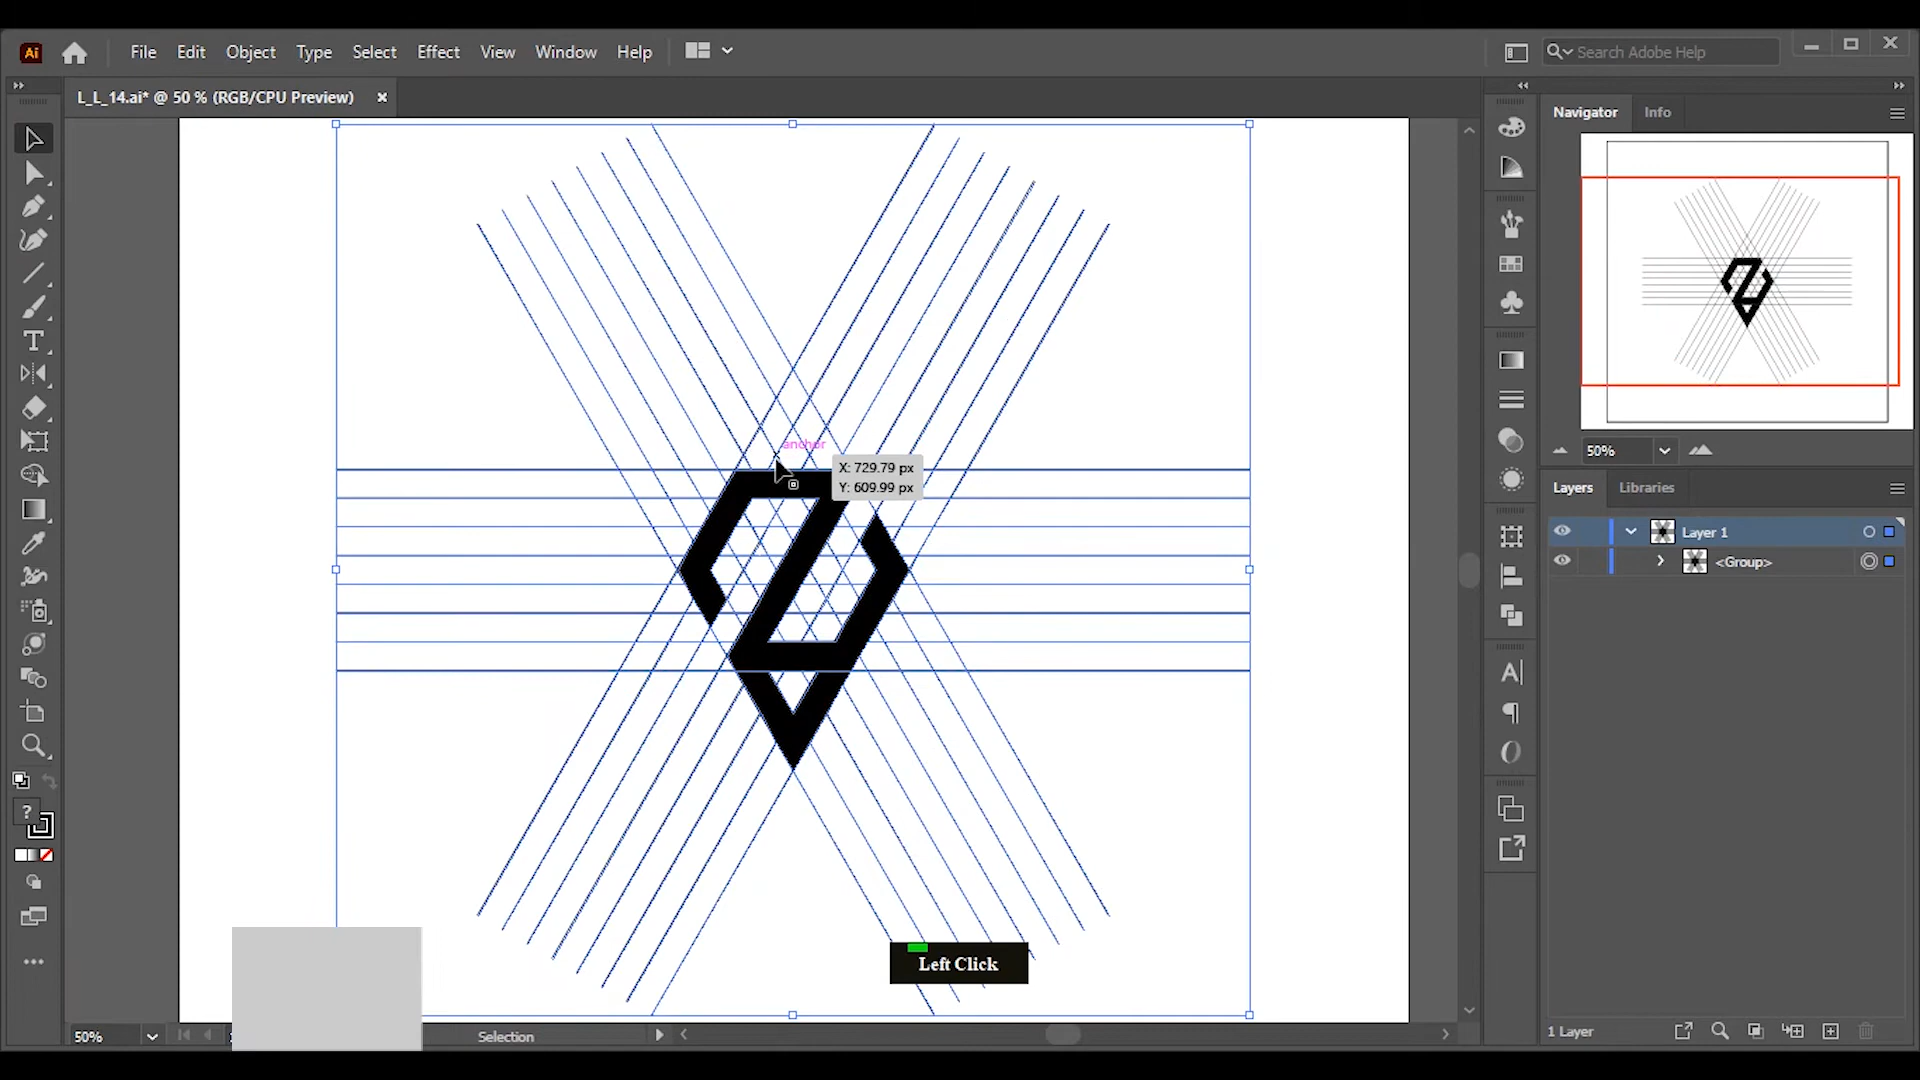 Ai File Edit Object Type Select Effect View Window Help Search Adobe Help
L_L_14.ai* @ 50 % (RGB/CPU Preview)
Navigator Info
anchor
X: 729.79 px
Y: 609.99 px
50%
Layers Libraries
Layer 1
<Group>
T
A
?
Left Click
50% Selection
1 Layer